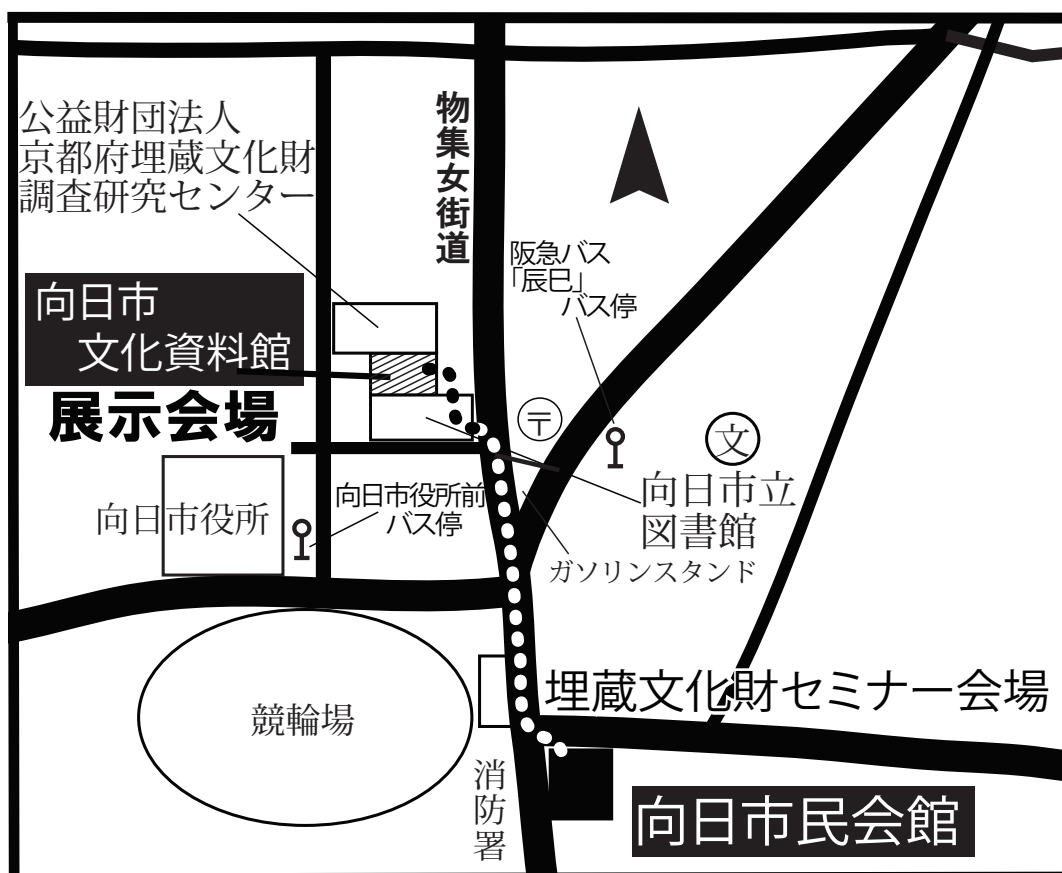 公益財団法人
京都府埋蔵文化財
調査研究センター
物集女街道
阪急バス
「辰巳」
バス停
向日市
文化資料館
展示会場
〒
文
向日市役所
向日市役所前
バス停
向日市立
図書館
ガソリンスタンド
埋蔵文化財セミナー会場
競輪場
消防署
向日市民会館